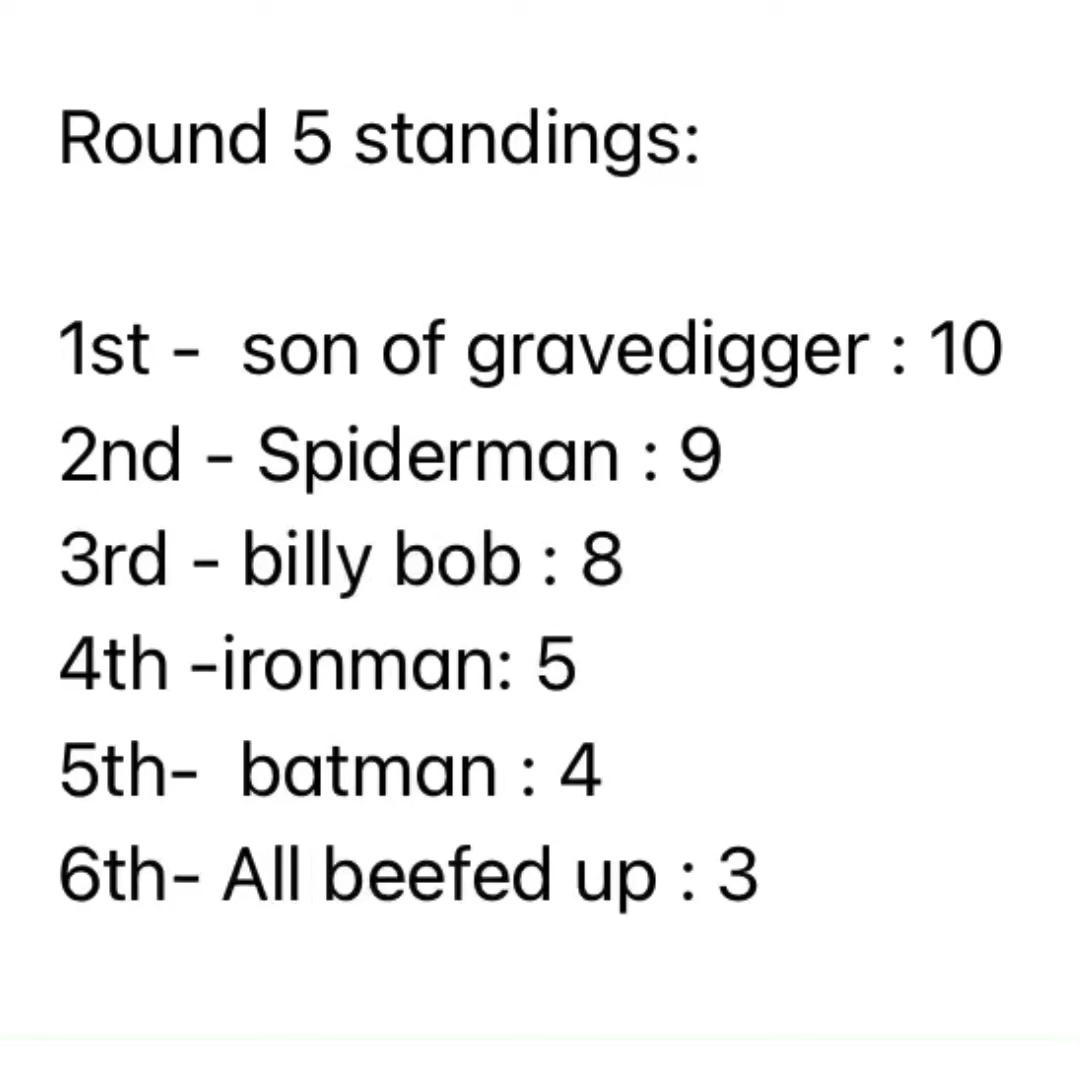 Round 5 standings:
1st -  son of gravedigger : 10
2nd - Spiderman : 9
3rd - billy bob : 8
4th -ironman: 5
5th-  batman : 4
6th- All beefed up : 3